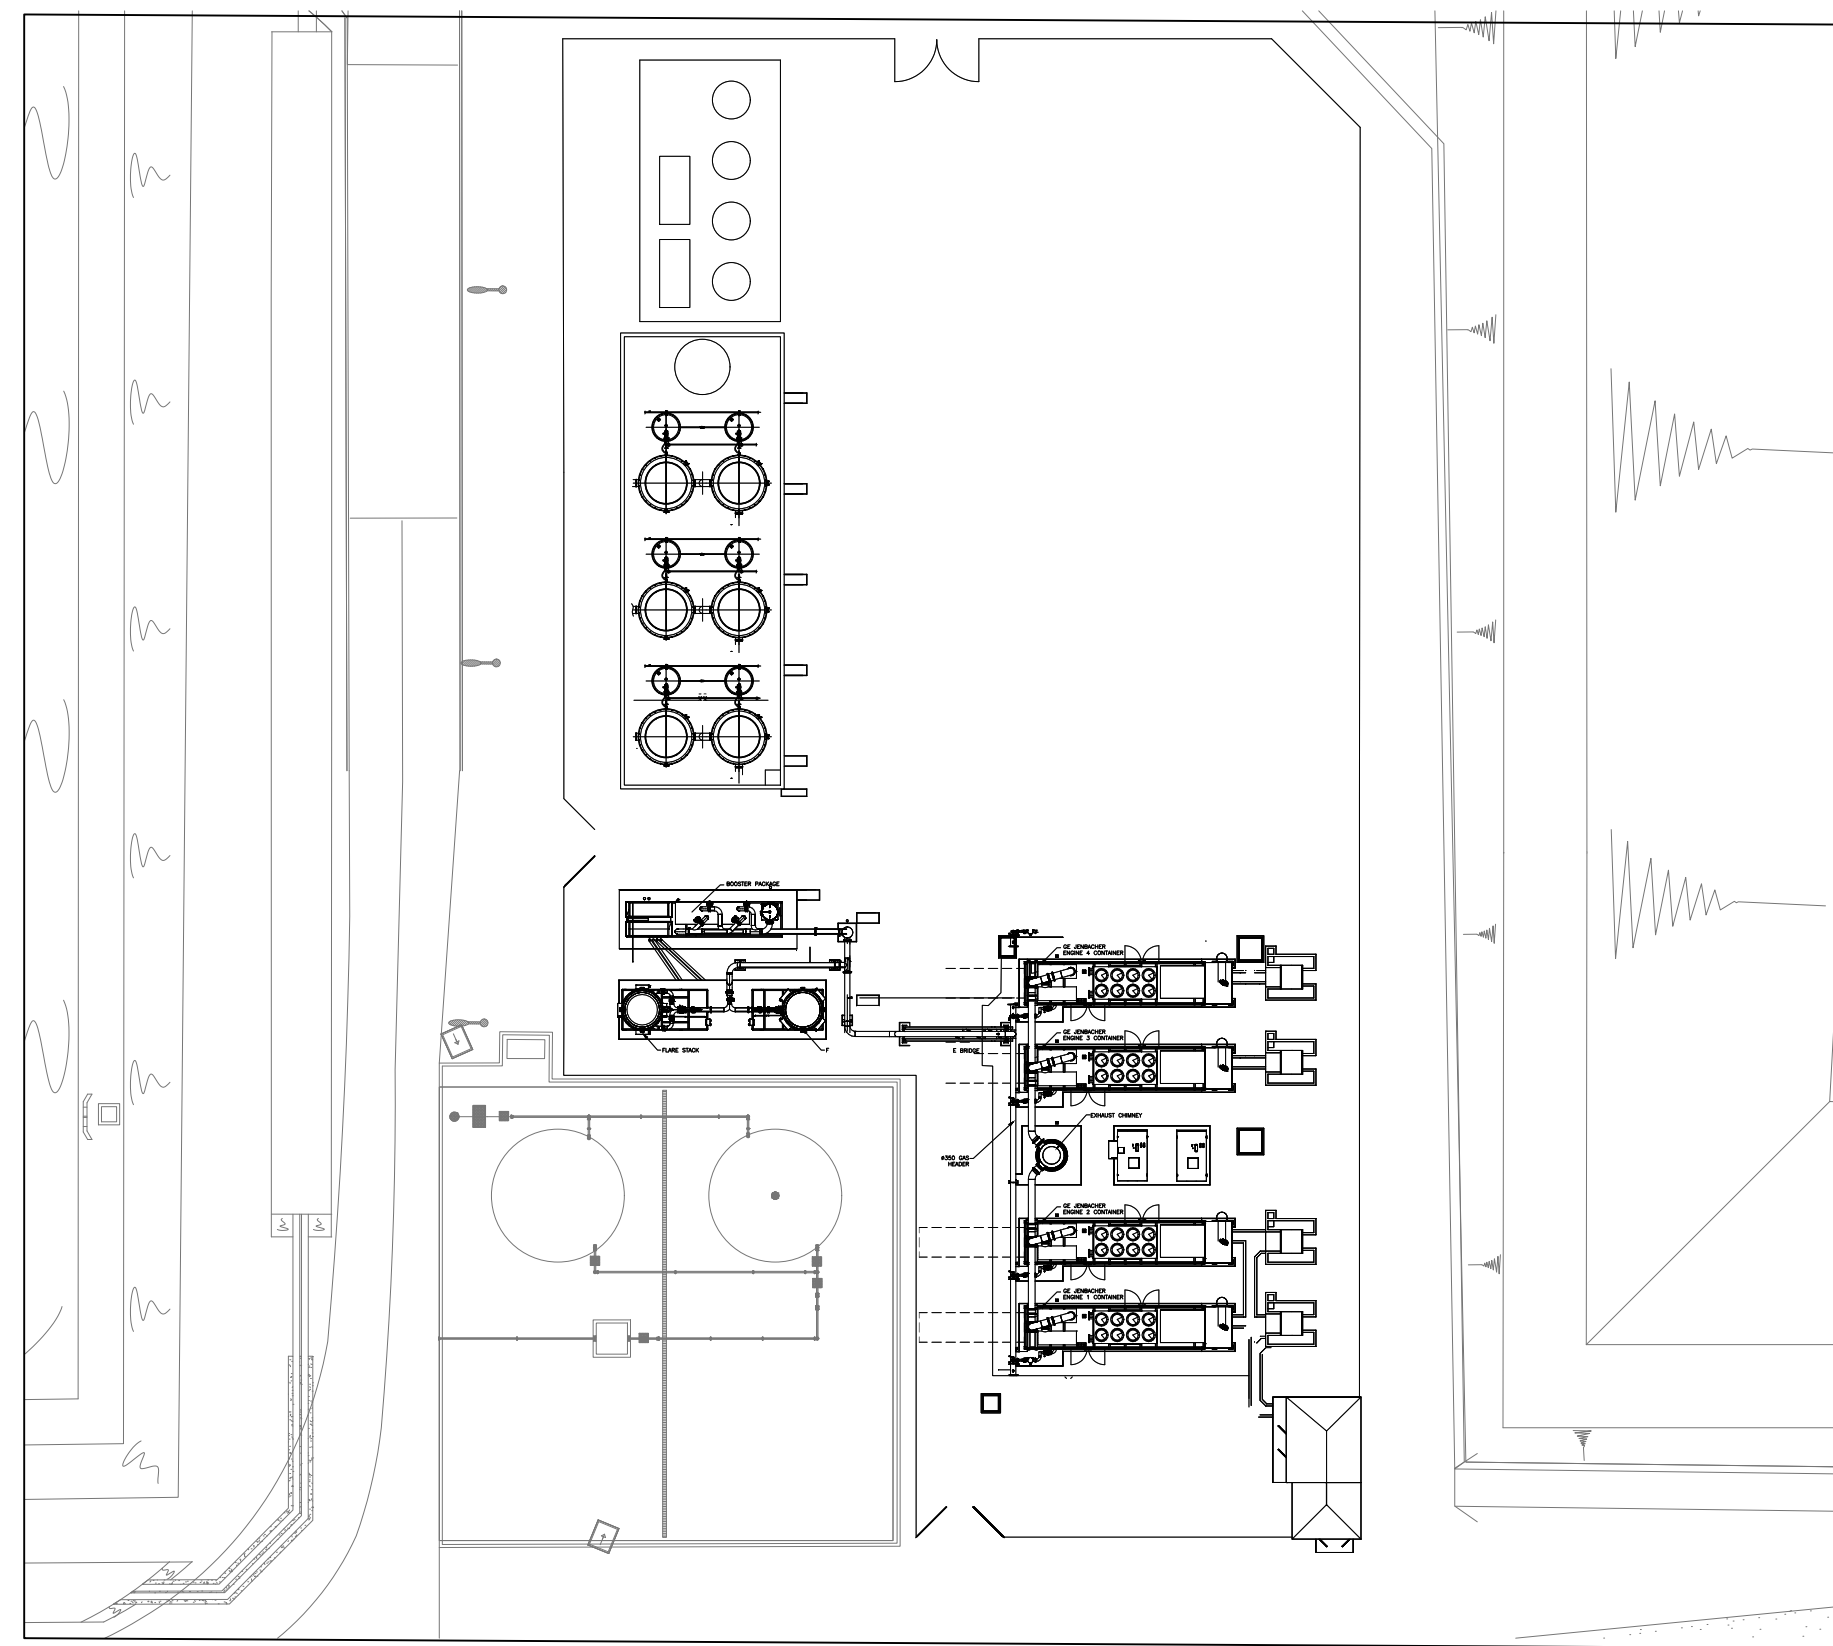 BOOSTER PACKAGE
FLARE STACK
F
E BRIDGE
GE JENBACHER
ENGINE 4 CONTAINER
GE JENBACHER
ENGINE 3 CONTAINER
EXHAUST CHIMNEY
ø350 GAS
HEADER
GE JENBACHER
ENGINE 2 CONTAINER
GE JENBACHER
ENGINE 1 CONTAINER